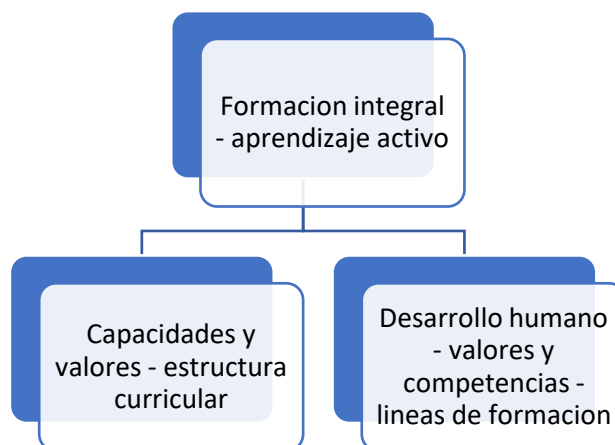 Formacion integral
- aprendizaje activo
Capacidades y
valores - estructura
curricular
Desarrollo humano
- valores y
competencias -
lineas de formacion